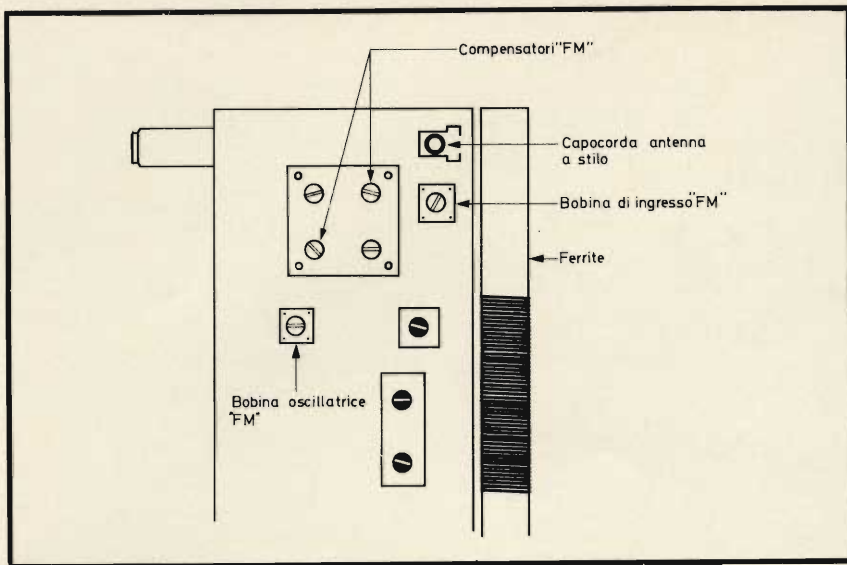 Compensatori"FM"
Capocorda antenna
a stilo
Bobina di ingresso"FM"
Ferrite
Bobina oscillatrice
"FM"